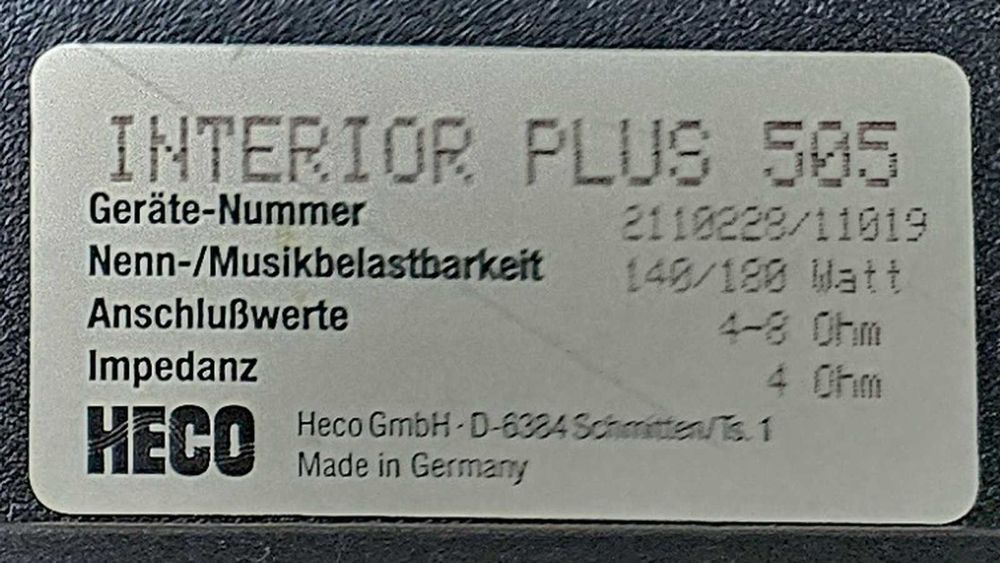 INTERIOR PLUS 505
Geräte-Nummer 2110228/11019
Nenn-/Musikbelastbarkeit 140/180 Watt
Anschlußwerte 4-8 Ohm
Impedanz 4 Ohm
HECO Heco GmbH · D-6384 Schmitten/Ts. 1
Made in Germany